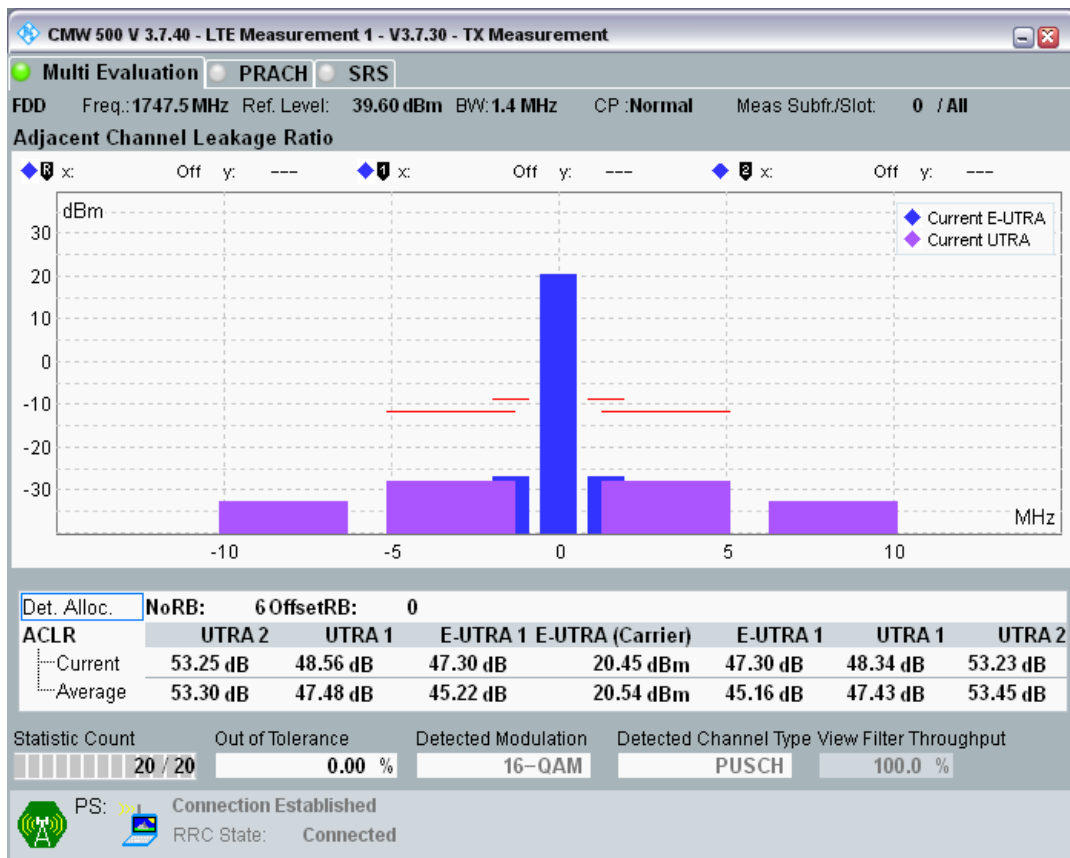 CMW 500 V 3.7.40 - LTE Measurement 1 - V3.7.30 - TX Measurement
Multi Evaluation PRACH SRS
FDD Freq.: 1747.5 MHz Ref. Level: 39.60 dBm BW: 1.4 MHz CP :Normal Meas Subfr./Slot: 0 / All
Adjacent Channel Leakage Ratio
R x: Off y: --- 1 x: Off y: --- 2 x: Off y: ---
dBm
Current E-UTRA
Current UTRA
30
20
10
0
-10
-20
-30
MHz
-10 -5 0 5 10
Det. Alloc. NoRB: 6 OffsetRB: 0
ACLR UTRA 2 UTRA 1 E-UTRA 1 E-UTRA (Carrier) E-UTRA 1 UTRA 1 UTRA 2
Current 53.25 dB 48.56 dB 47.30 dB 20.45 dBm 47.30 dB 48.34 dB 53.23 dB
Average 53.30 dB 47.48 dB 45.22 dB 20.54 dBm 45.16 dB 47.43 dB 53.45 dB
Statistic Count Out of Tolerance Detected Modulation Detected Channel Type View Filter Throughput
20 / 20 0.00 % 16-QAM PUSCH 100.0 %
PS: Connection Established
RRC State: Connected